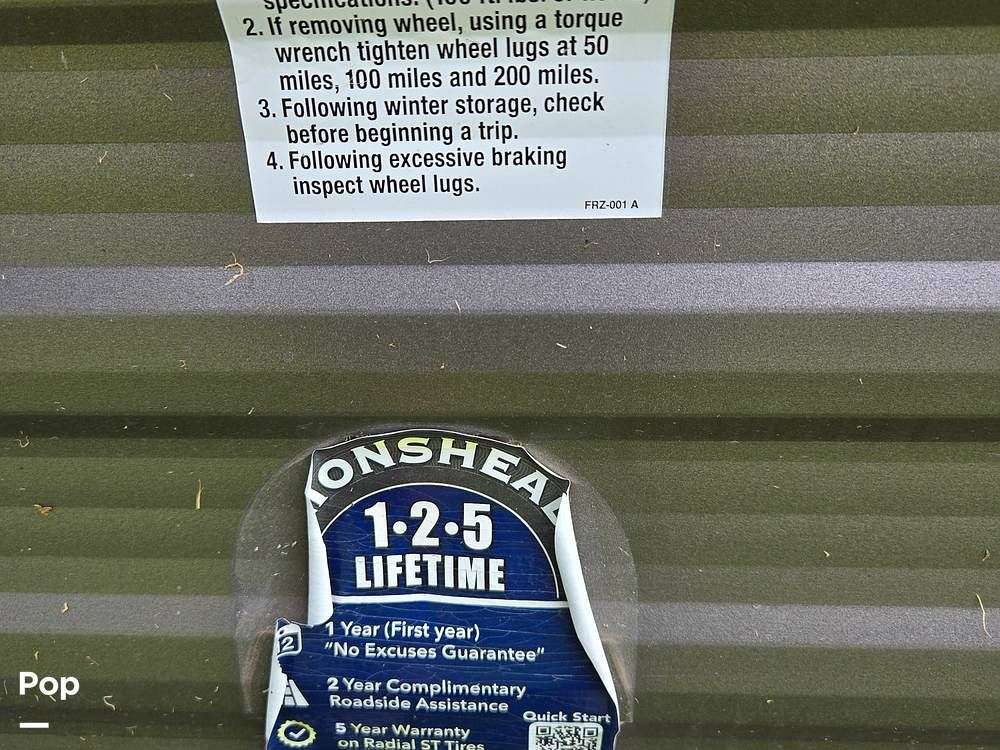 2. If removing wheel, using a torque
wrench tighten wheel lugs at 50
miles, 100 miles and 200 miles.
3. Following winter storage, check
before beginning a trip.
4. Following excessive braking
inspect wheel lugs.
FRZ-001 A
1•2•5
LIFETIME
1 Year (First year)
"No Excuses Guarantee"
2 Year Complimentary
Roadside Assistance
5 Year Warranty
on Radial ST Tires
Quick Start
Pop